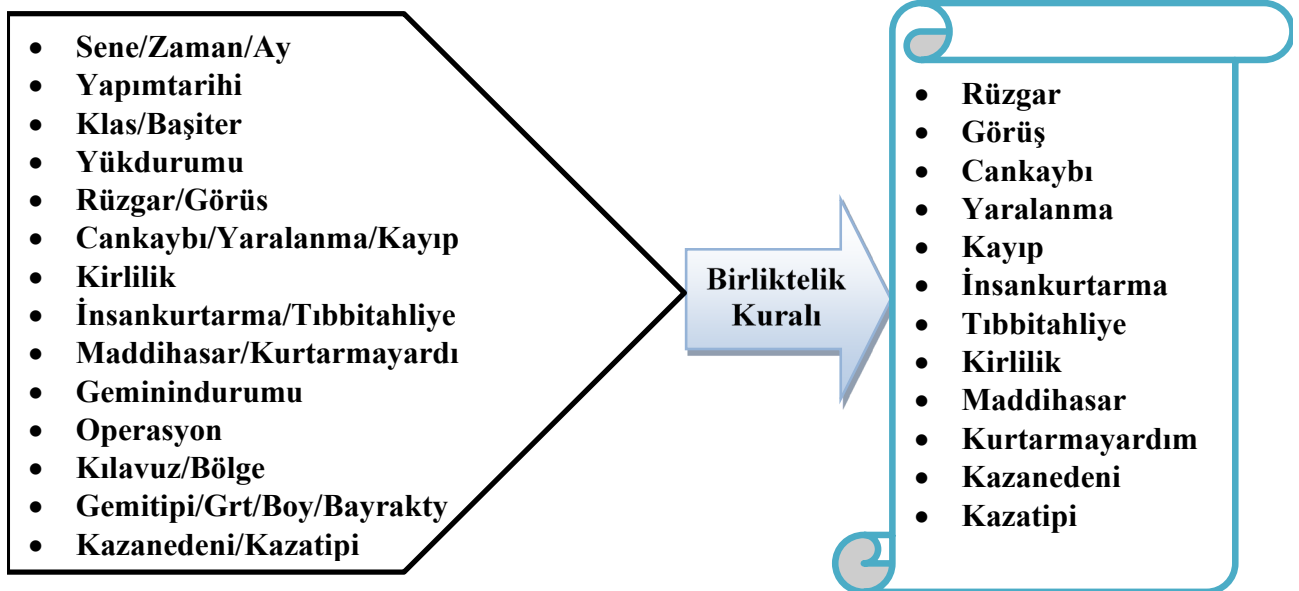 • Sene/Zaman/Ay
• Yapımtarihi
• Klas/Başiter
• Yükdurumu
• Rüzgar/Görüs
• Cankaybı/Yaralanma/Kayıp
• Kirlilik
• İnsankurtarma/Tıbbitahliye
• Maddihasar/Kurtarmayardı
• Geminindurumu
• Operasyon
• Kılavuz/Bölge
• Gemitipi/Grt/Boy/Bayrakty
• Kazanedeni/Kazatipi
Birliktelik
Kuralı
• Rüzgar
• Görüş
• Cankaybı
• Yaralanma
• Kayıp
• İnsankurtarma
• Tıbbitahliye
• Kirlilik
• Maddihasar
• Kurtarmayardım
• Kazanedeni
• Kazatipi